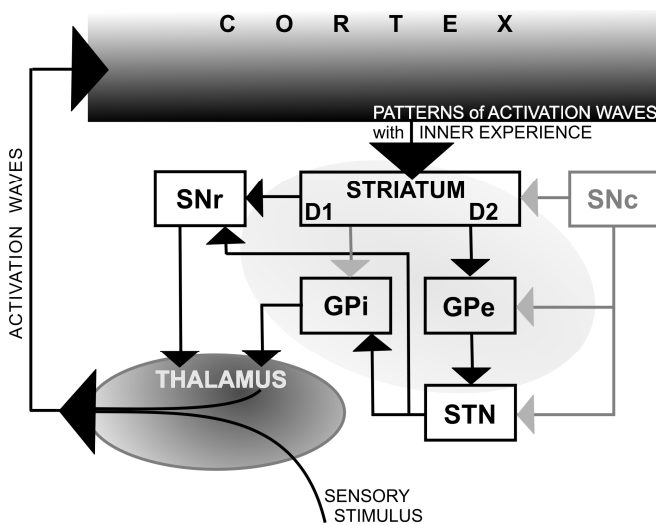 C O R T E X
PATTERNS of ACTIVATION WAVES
with INNER EXPERIENCE
ACTIVATION WAVES
STRIATUM
D1
D2
SNr
SNc
GPi
GPe
THALAMUS
STN
SENSORY
STIMULUS